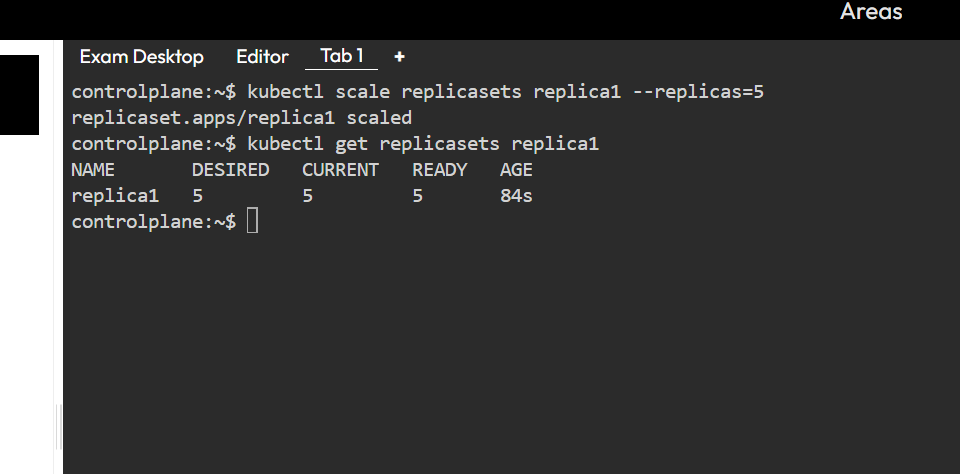 Areas
Exam Desktop Editor Tab 1 +
controlplane:~$ kubectl scale replicasets replica1 --replicas=5
replicaset.apps/replica1 scaled
controlplane:~$ kubectl get replicasets replica1
NAME       DESIRED   CURRENT   READY   AGE
replica1   5         5         5       84s
controlplane:~$